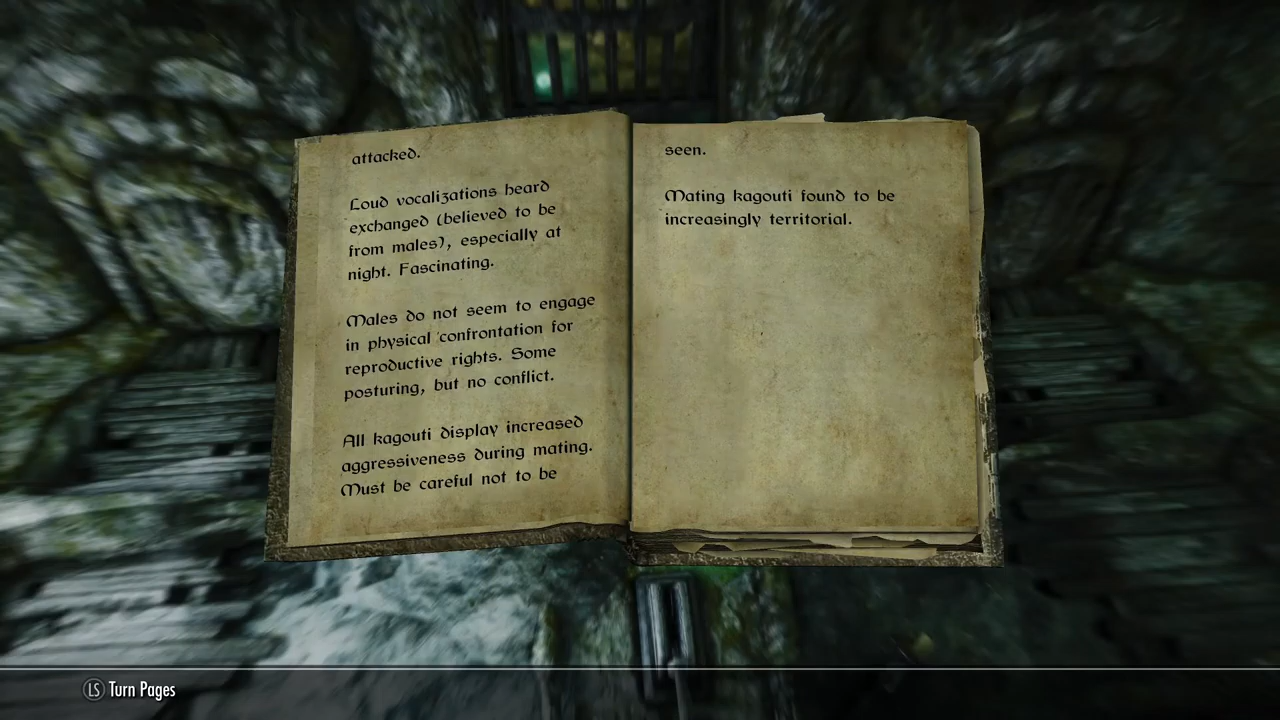 attacked.
Loud vocalizations heard
exchanged (believed to be
from males), especially at
night. Fascinating.
Males do not seem to engage
in physical confrontation for
reproductive rights. Some
posturing, but no conflict.
All kagouti display increased
aggressiveness during mating.
Must be careful not to be
seen.
Mating kagouti found to be
increasingly territorial.
LS Turn Pages